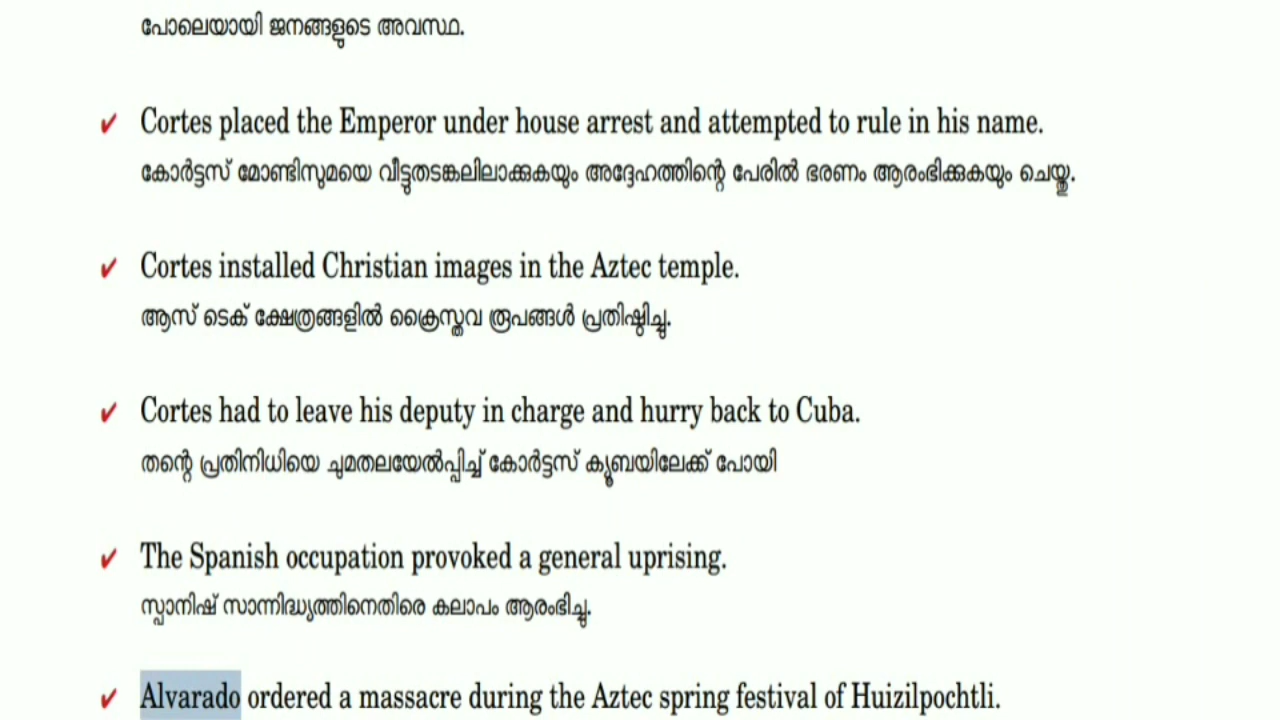 പോലെയായി ജനങ്ങളുടെ അവസ്ഥ.
✔ Cortes placed the Emperor under house arrest and attempted to rule in his name.
കോർട്ടസ് മോണ്ടിസുമയെ വീട്ടുതടങ്കലിലാക്കുകയും അദ്ദേഹത്തിന്റെ പേരിൽ ഭരണം ആരംഭിക്കുകയും ചെയ്തു.
✔ Cortes installed Christian images in the Aztec temple.
ആസ് ടെക് ക്ഷേത്രങ്ങളിൽ ക്രൈസ്തവ രൂപങ്ങൾ പ്രതിഷ്ഠിച്ചു.
✔ Cortes had to leave his deputy in charge and hurry back to Cuba.
തന്റെ പ്രതിനിധിയെ ചുമതലയേൽപ്പിച്ച് കോർട്ടസ് ക്യൂബയിലേക്ക് പോയി
✔ The Spanish occupation provoked a general uprising.
സ്പാനിഷ് സാന്നിദ്ധ്യത്തിനെതിരെ കലാപം ആരംഭിച്ചു.
✔ Alvarado ordered a massacre during the Aztec spring festival of Huizilpochtli.